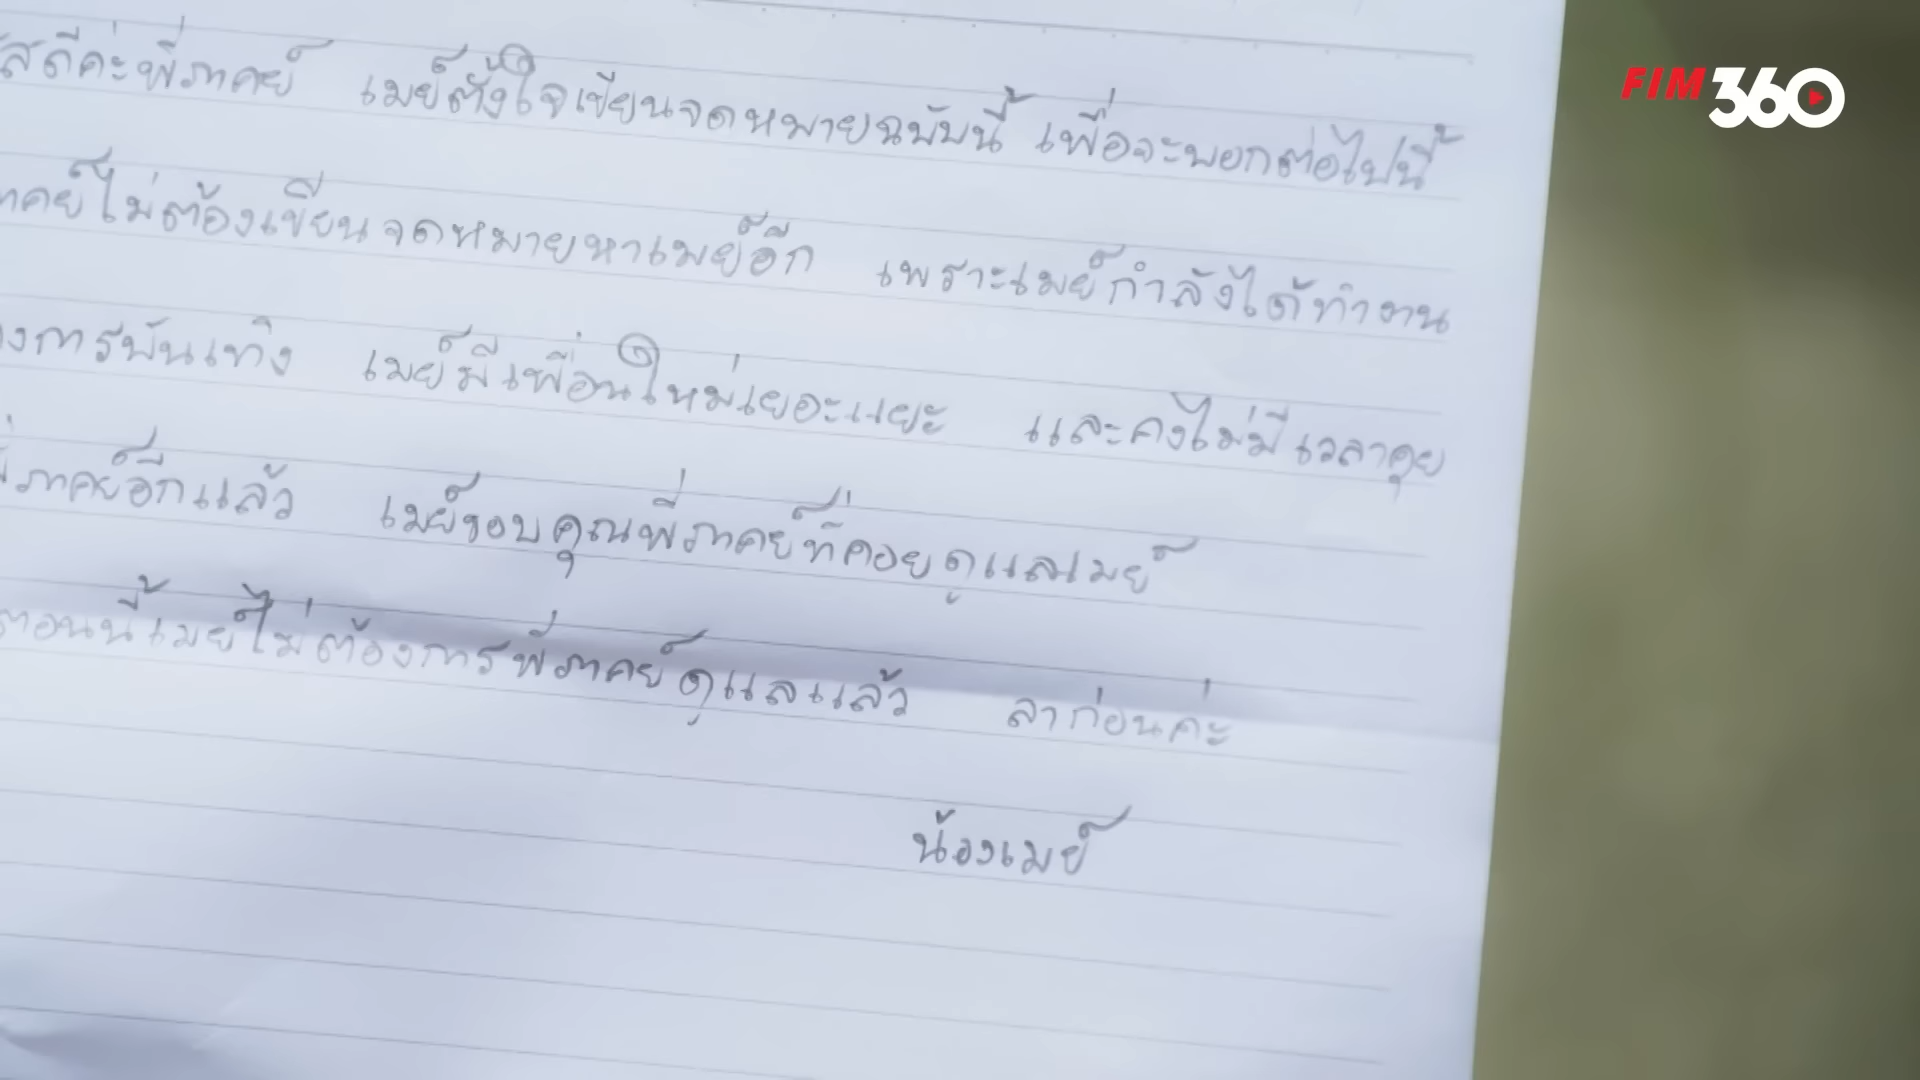 FIM360
สดีค่ะพี่ภาคย์ เมย์ตั้งใจเขียนจดหมายฉบับนี้ เพื่อจะบอกต่อไปนี้
าคย์ไม่ต้องเขียนจดหมายหาเมย์อีก เพราะเมย์กำลังได้ทำงาน
งการบันเทิง เมย์มีเพื่อนใหม่เยอะแยะ และคงไม่มีเวลาคุย
ภาคย์อีกแล้ว เมย์ขอบคุณพี่ภาคย์ที่คอยดูแลเมย์
ตอนนี้เมย์ไม่ต้องการพี่ภาคย์ดูแลแล้ว ลาก่อนค่ะ
น้องเมย์